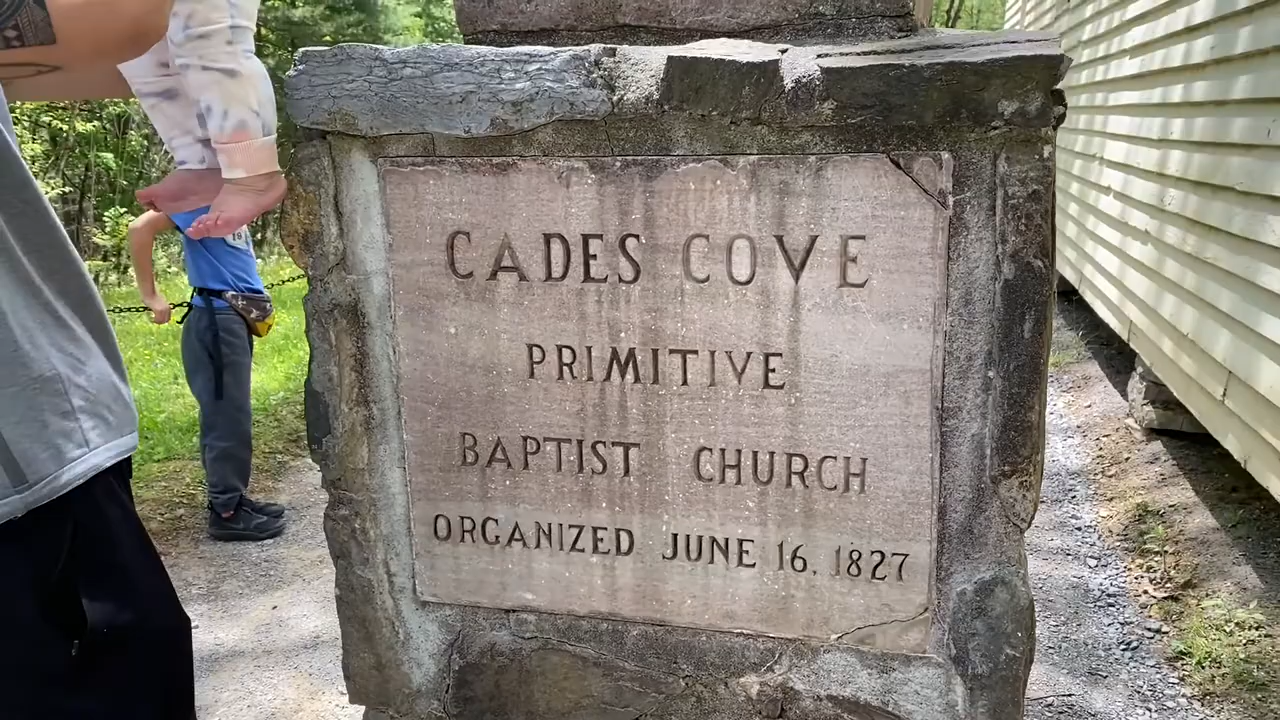 CADES COVE
PRIMITIVE
BAPTIST CHURCH
ORGANIZED JUNE 16, 1827